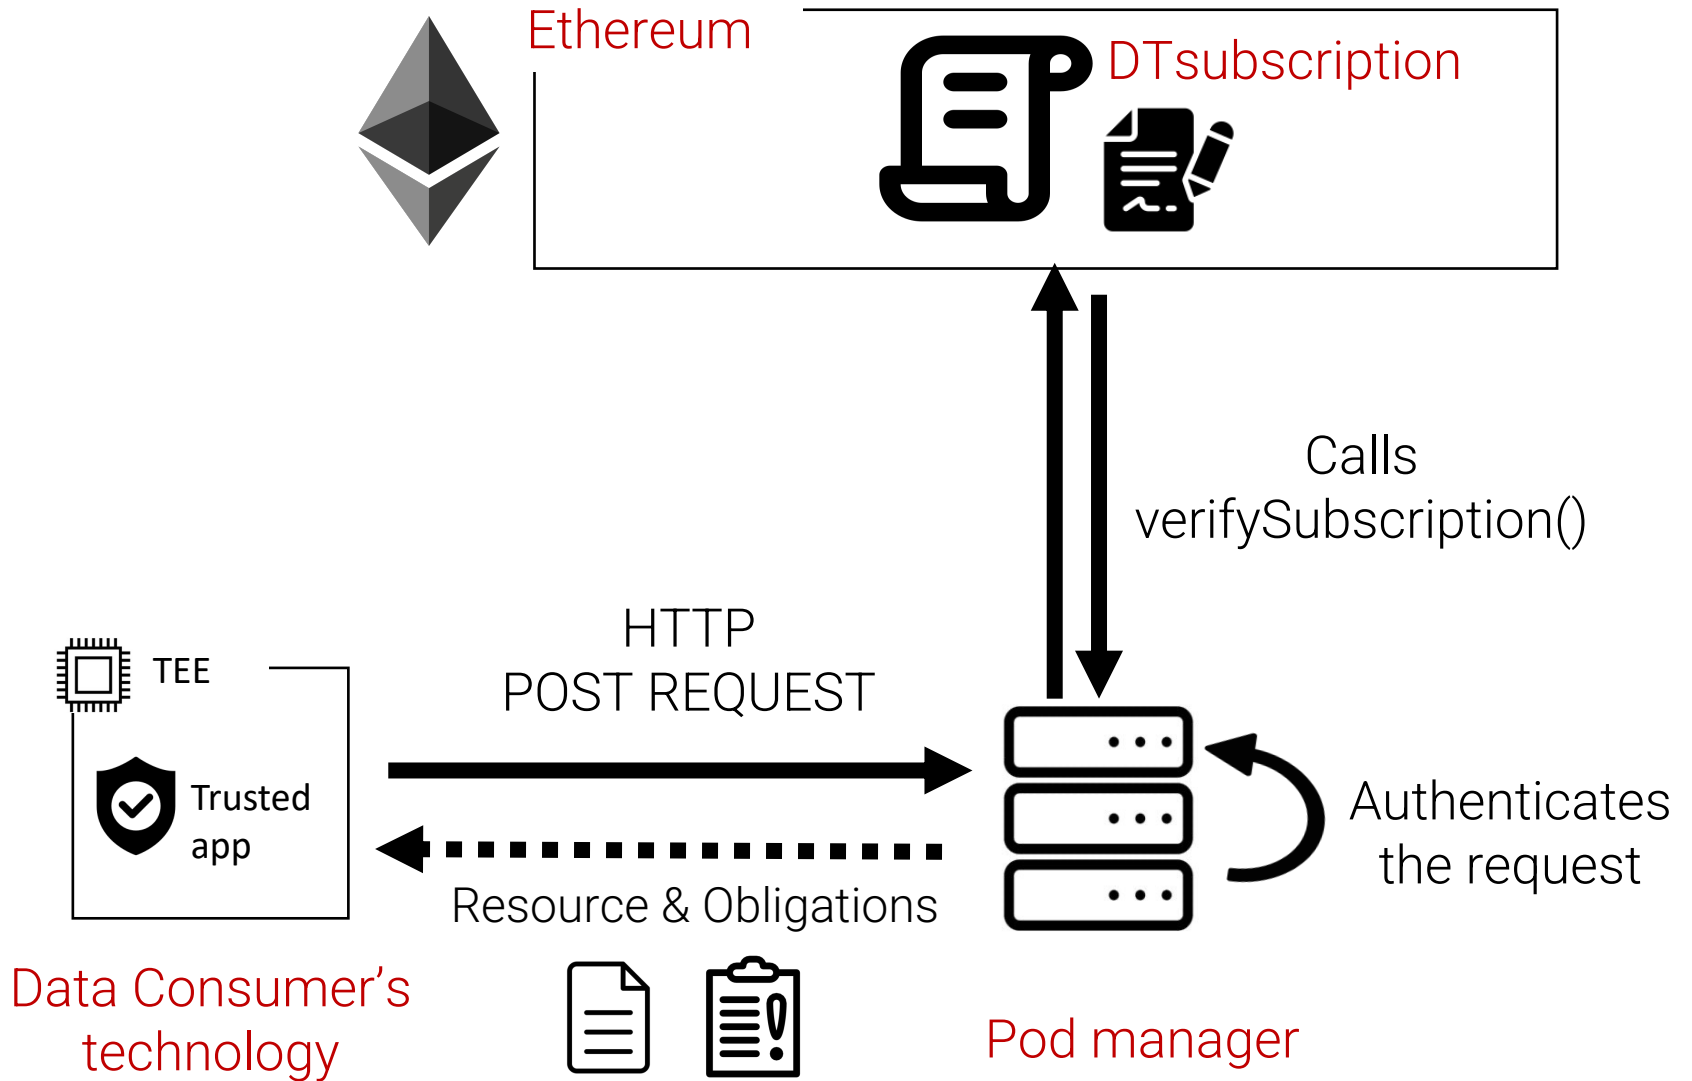 Ethereum
DTsubscription
Calls
verifySubscription()
HTTP
POST REQUEST
TEE
Trusted
app
Authenticates
the request
Resource & Obligations
Data Consumer’s
technology
Pod manager